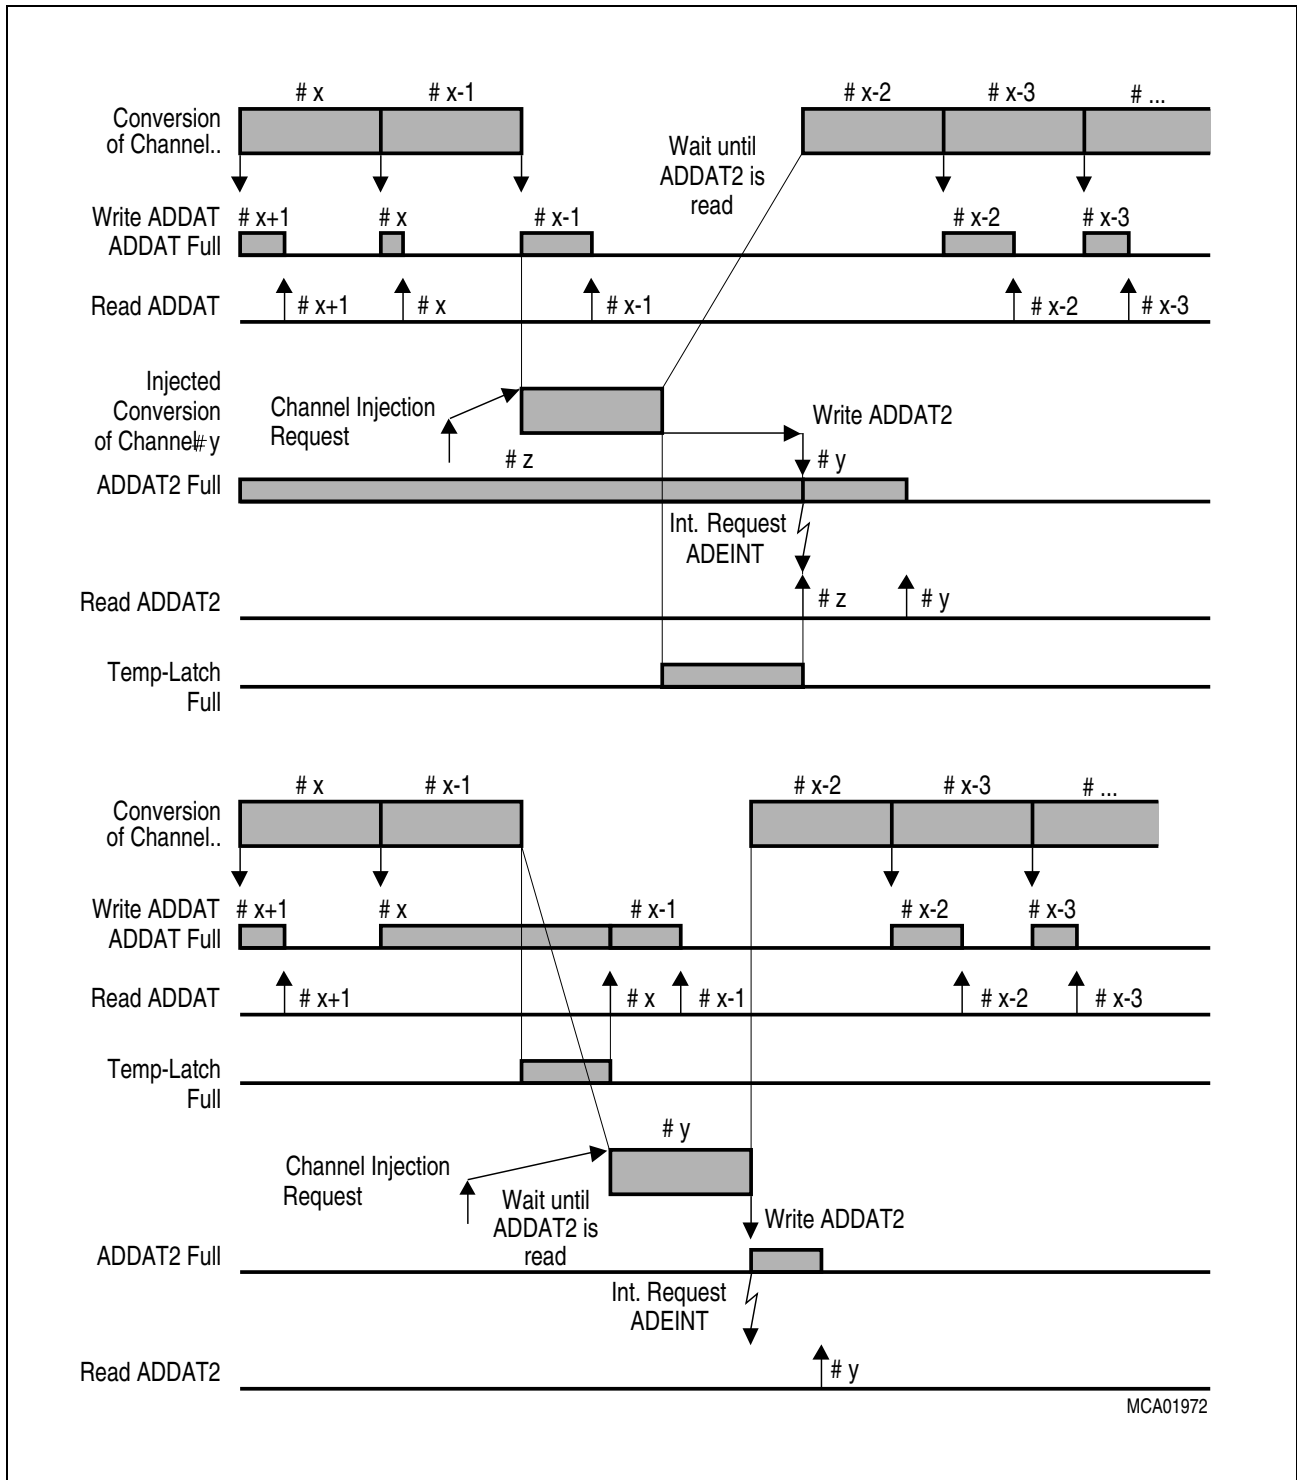 # x # x-1 # x-2 # x-3 # ...
Conversion
of Channel..
Wait until
ADDAT2 is
read
Write ADDAT # x+1 # x # x-1 # x-2 # x-3
ADDAT Full
Read ADDAT # x+1 # x # x-1 # x-2 # x-3
Injected
Conversion
of Channel# y
Channel Injection
Request
Write ADDAT2
# z # y
ADDAT2 Full
Int. Request
ADEINT
Read ADDAT2 # z # y
Temp-Latch
Full
# x # x-1 # x-2 # x-3 # ...
Conversion
of Channel..
Write ADDAT # x+1 # x # x-1 # x-2 # x-3
ADDAT Full
Read ADDAT # x+1 # x # x-1 # x-2 # x-3
Temp-Latch
Full
# y
Channel Injection
Request
Wait until
ADDAT2 is
read
Write ADDAT2
ADDAT2 Full
Int. Request
ADEINT
Read ADDAT2 # y
MCA01972